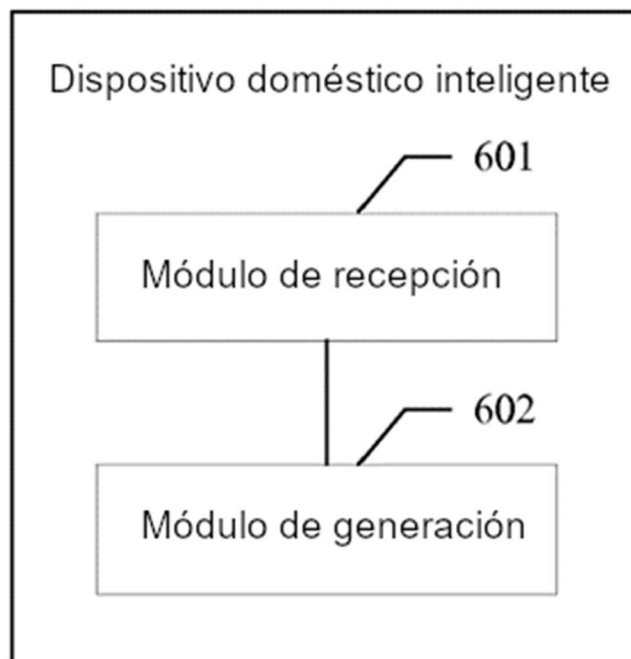 Dispositivo doméstico inteligente
601
Módulo de recepción
602
Módulo de generación